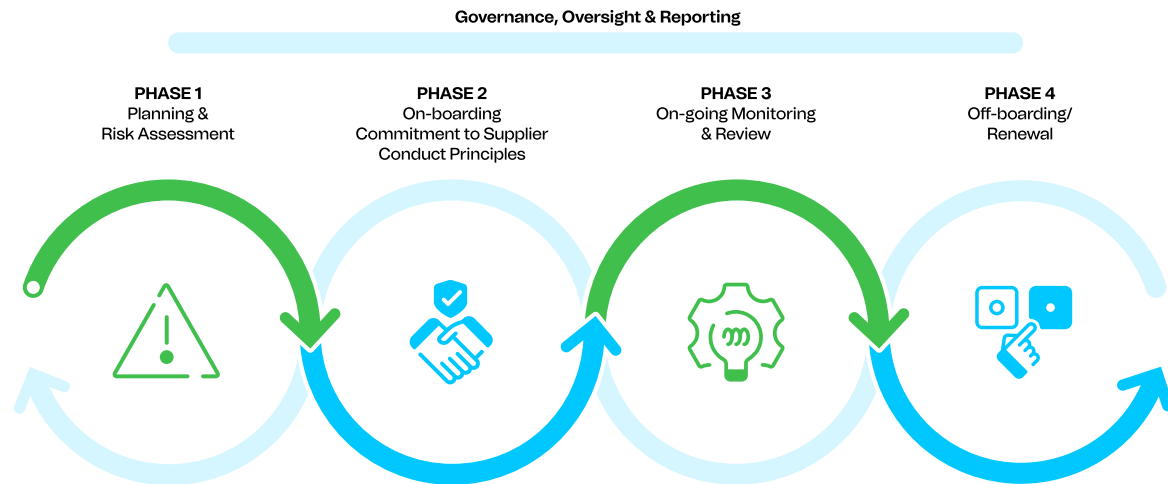 Governance, Oversight & Reporting
PHASE 1
Planning &
Risk Assessment
PHASE 2
On-boarding
Commitment to Supplier
Conduct Principles
PHASE 3
On-going Monitoring
& Review
PHASE 4
Off-boarding/
Renewal